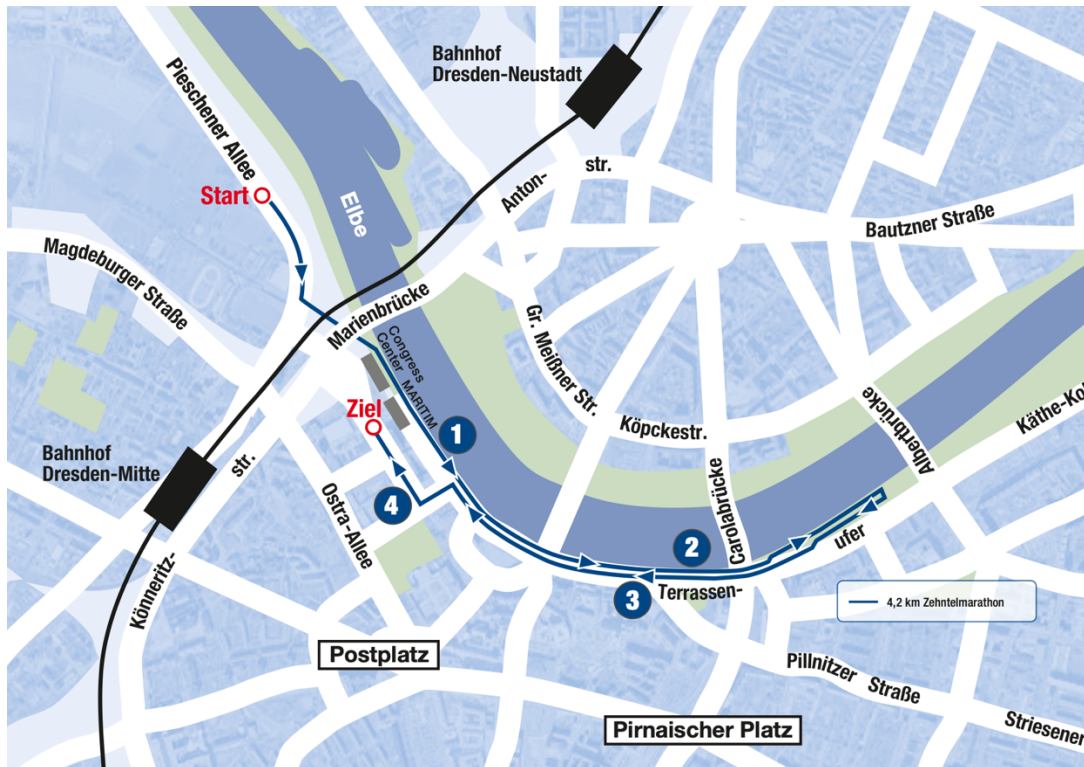 Bahnhof
Dresden-Neustadt
Pieschener Allee
Start
Elbe
Anton-
str.
Bautzner Straße
Magdeburger Straße
Marienbrücke
Congress
Center MARITIM
Gr. Meißner Str.
Ziel
1
Köpckestr.
Albertbrücke
Käthe-Ko
Bahnhof
Dresden-Mitte
str.
Könneritz-
Ostra-Allee
4
Carolabrücke
2
ufer
3
Terrassen-
4,2 km Zehntelmarathon
Postplatz
Pillnitzer Straße
Pirnaischer Platz
Striesener